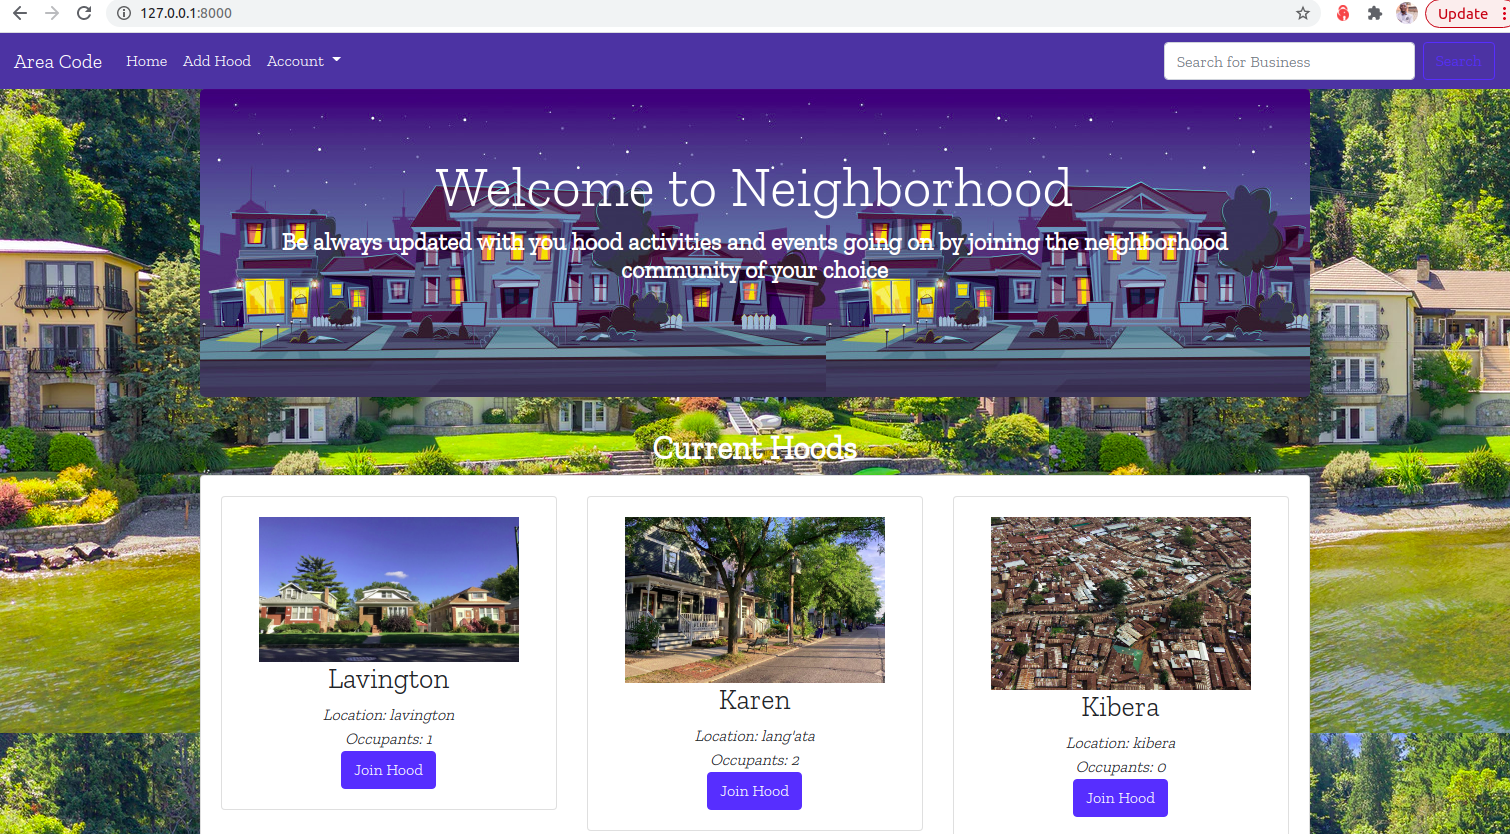 127.0.0.1:8000
Update
Area Code
Home
Add Hood
Account
Search for Business
Search
Welcome to Neighborhood
Be always updated with you hood activities and events going on by joining the neighborhood
community of your choice
Current Hoods
Lavington
Location: lavington
Occupants: 1
Join Hood
Karen
Location: lang'ata
Occupants: 2
Join Hood
Kibera
Location: kibera
Occupants: 0
Join Hood